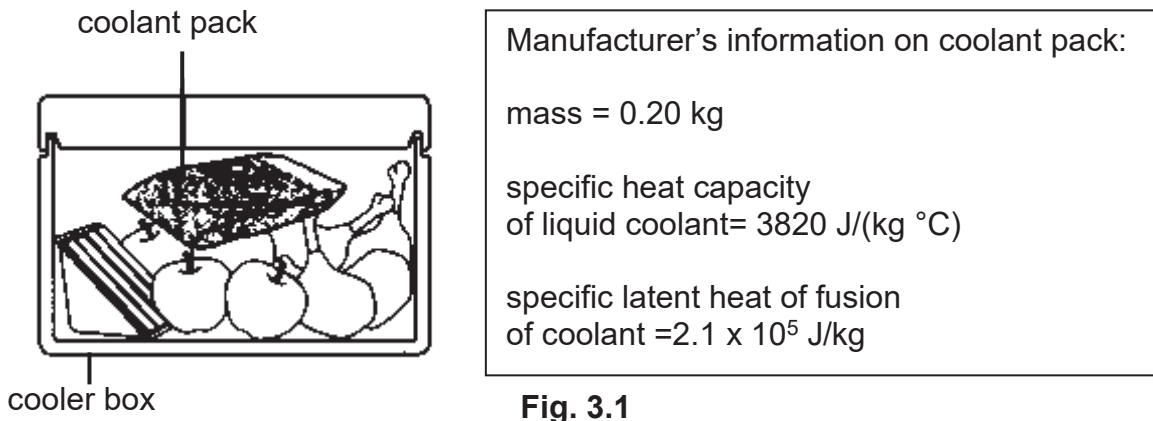 coolant pack
Manufacturer’s information on coolant pack:
mass = 0.20 kg
specific heat capacity
of liquid coolant= 3820 J/(kg °C)
specific latent heat of fusion
of coolant =2.1 x 10⁵ J/kg
cooler box
Fig. 3.1